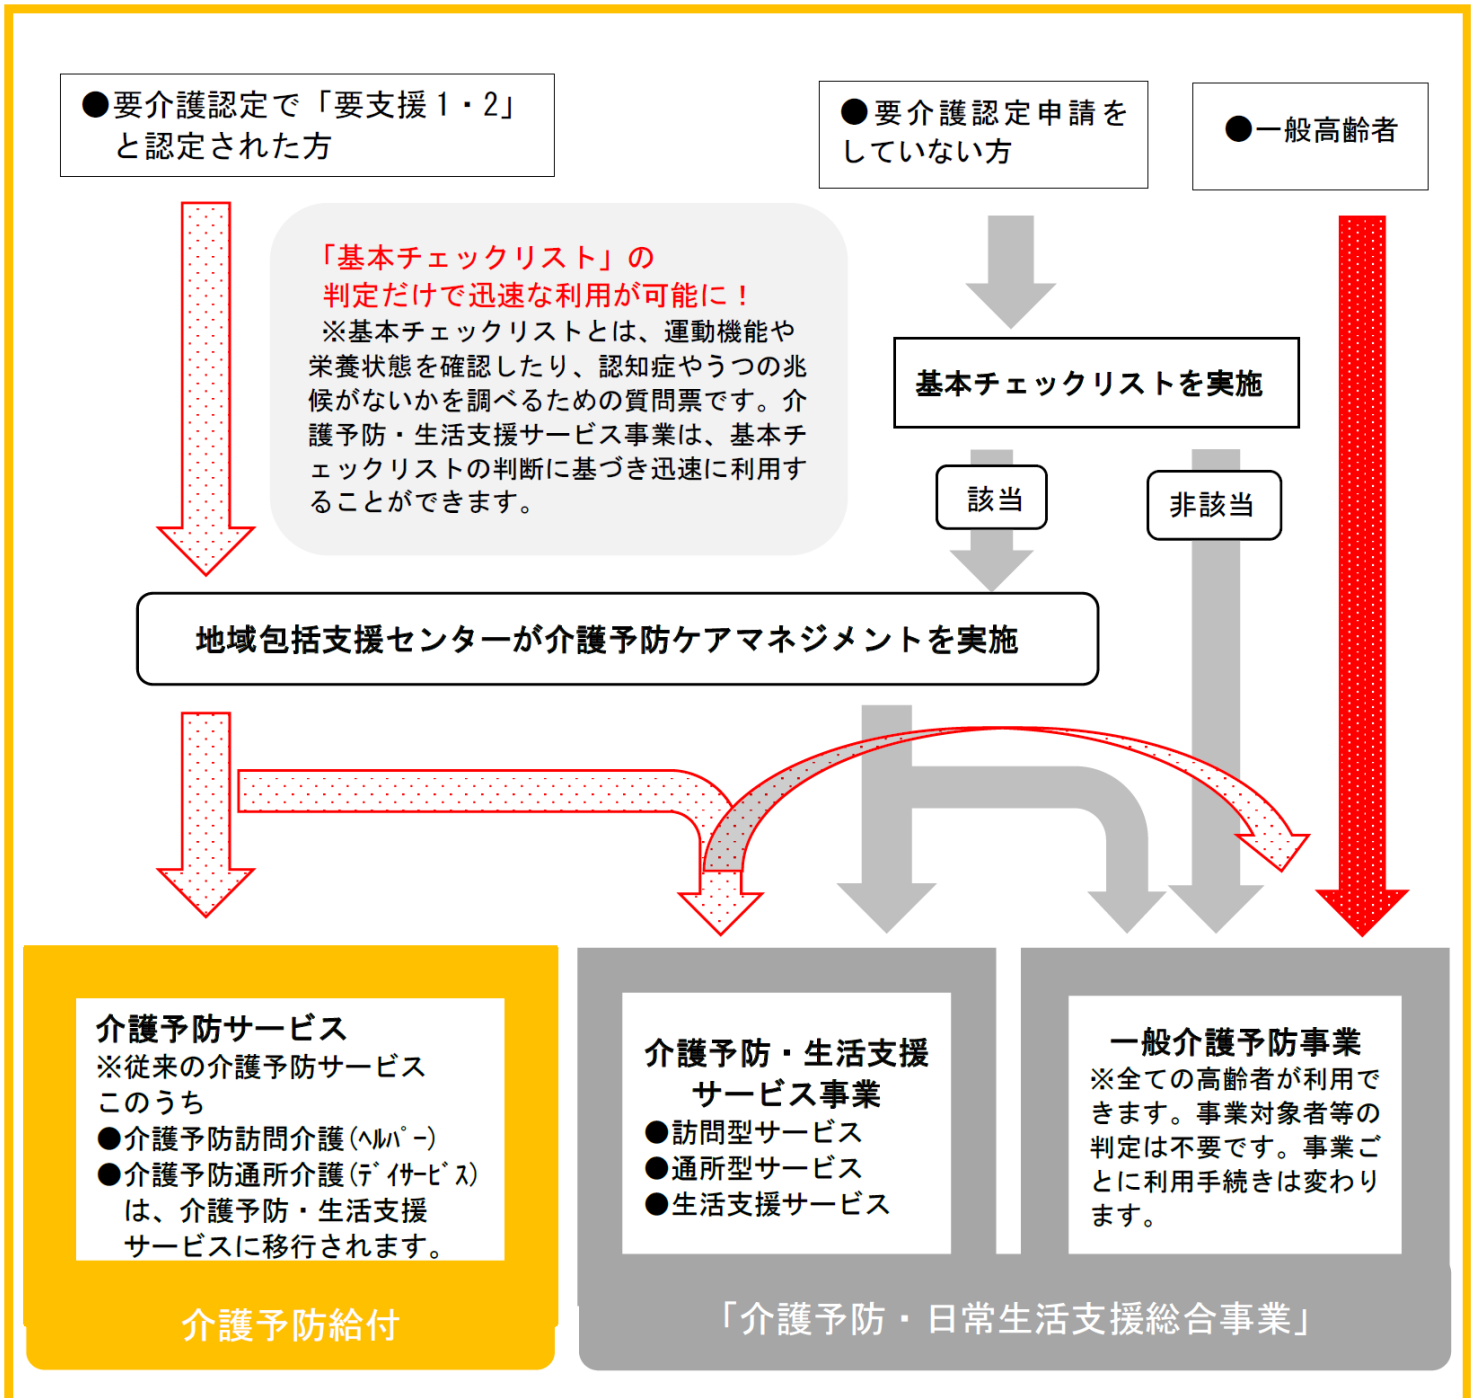 ●要介護認定で「要支援1・2」
と認定された方
●要介護認定申請を
していない方
●一般高齢者
「基本チェックリスト」の
判定だけで迅速な利用が可能に！
※基本チェックリストとは、運動機能や
栄養状態を確認したり、認知症やうつの兆
候がないかを調べるための質問票です。介
護予防・生活支援サービス事業は、基本チ
ェックリストの判断に基づき迅速に利用す
ることができます。
基本チェックリストを実施
該当
非該当
地域包括支援センターが介護予防ケアマネジメントを実施
介護予防サービス
※従来の介護予防サービス
このうち
●介護予防訪問介護(ﾍﾙﾊﾟｰ)
●介護予防通所介護(ﾃﾞｲｻｰﾋﾞｽ)
は、介護予防・生活支援
サービスに移行されます。
介護予防給付
介護予防・生活支援
サービス事業
●訪問型サービス
●通所型サービス
●生活支援サービス
一般介護予防事業
※全ての高齢者が利用で
きます。事業対象者等の
判定は不要です。事業ご
とに利用手続きは変わり
ます。
「介護予防・日常生活支援総合事業」